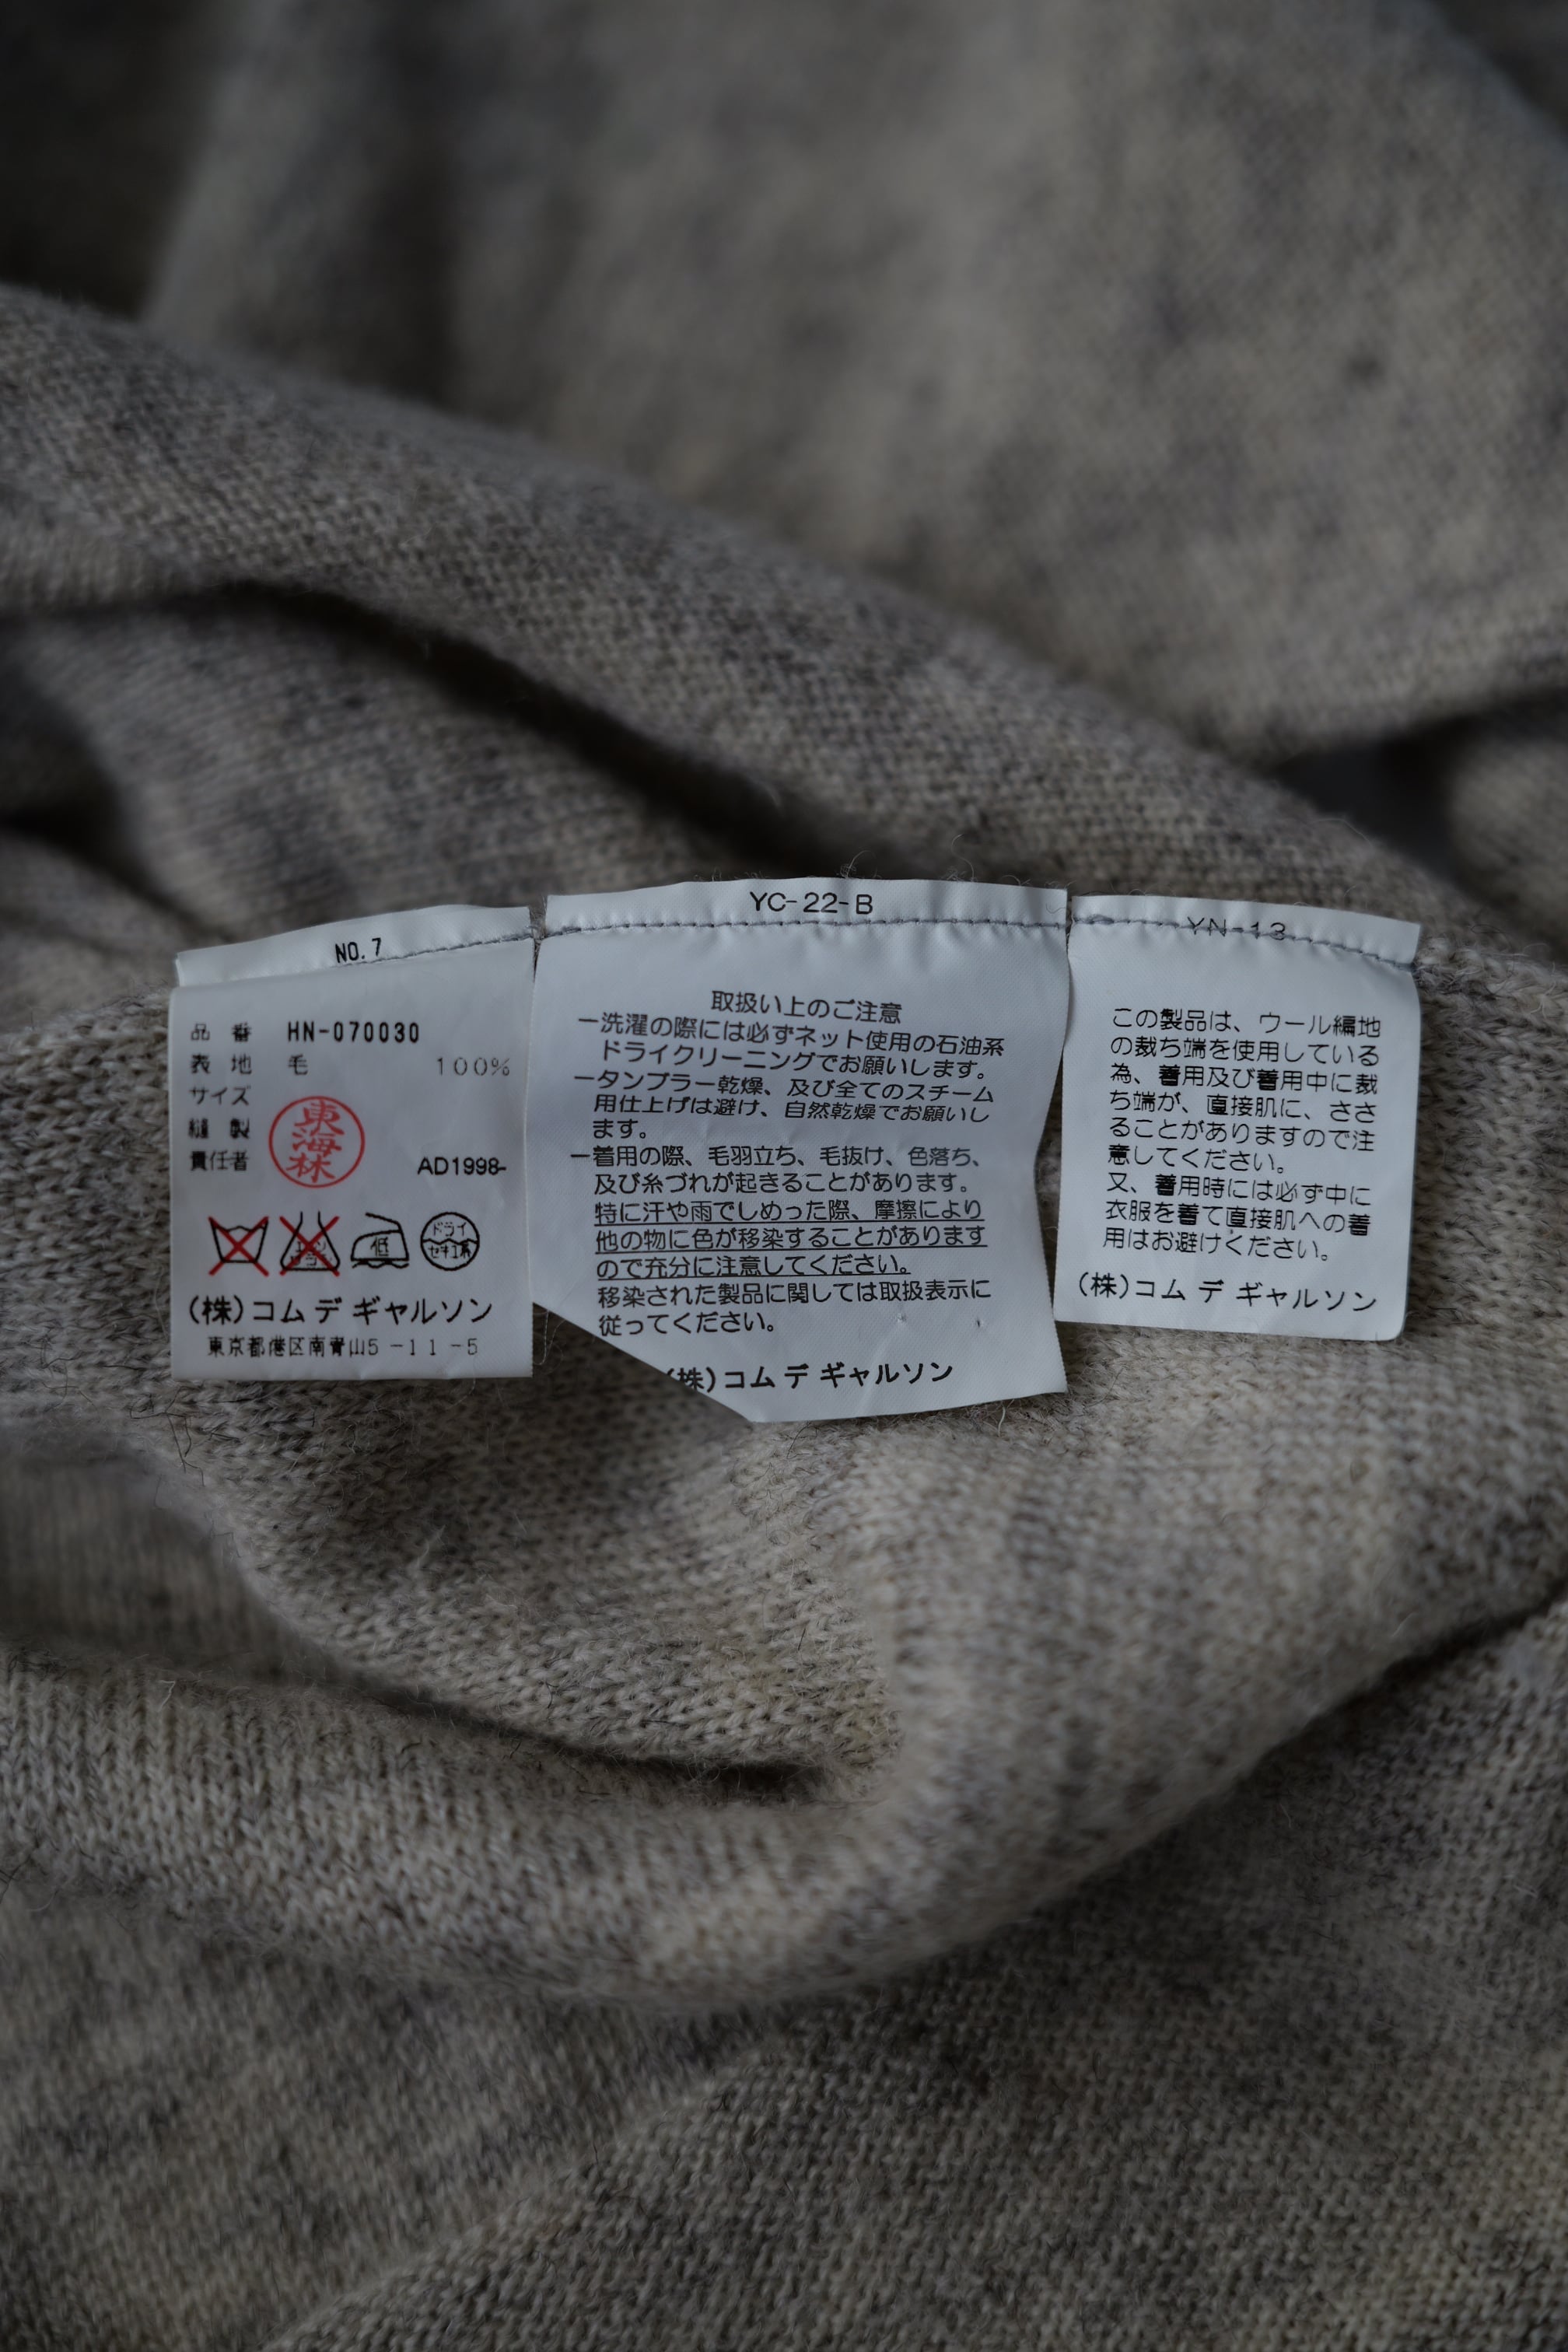 NO. 7
品番 HN-070030
表地 毛 100%
サイズ
縫製
責任者
東海林
AD1998-
低
ドライ
セキユ系
(株)コム デ ギャルソン
東京都港区南青山5-11-5
YC-22-B
取扱い上のご注意
ー洗濯の際には必ずネット使用の石油系
ドライクリーニングでお願いします。
ータンブラー乾燥、及び全てのスチーム
用仕上げは避け、自然乾燥でお願いし
ます。
ー着用の際、毛羽立ち、毛抜け、色落ち、
及び糸づれが起きることがあります。
特に汗や雨でしめった際、摩擦により
他の物に色が移染することがあります
ので充分に注意してください。
移染された製品に関しては取扱表示に
従ってください。
(株)コム デ ギャルソン
YN-13
この製品は、ウール編地
の裁ち端を使用している
為、着用及び着用中に裁
ち端が、直接肌に、ささ
ることがありますので注
意してください。
又、着用時には必ず中に
衣服を着て直接肌への着
用はお避けください。
(株)コム デ ギャルソン